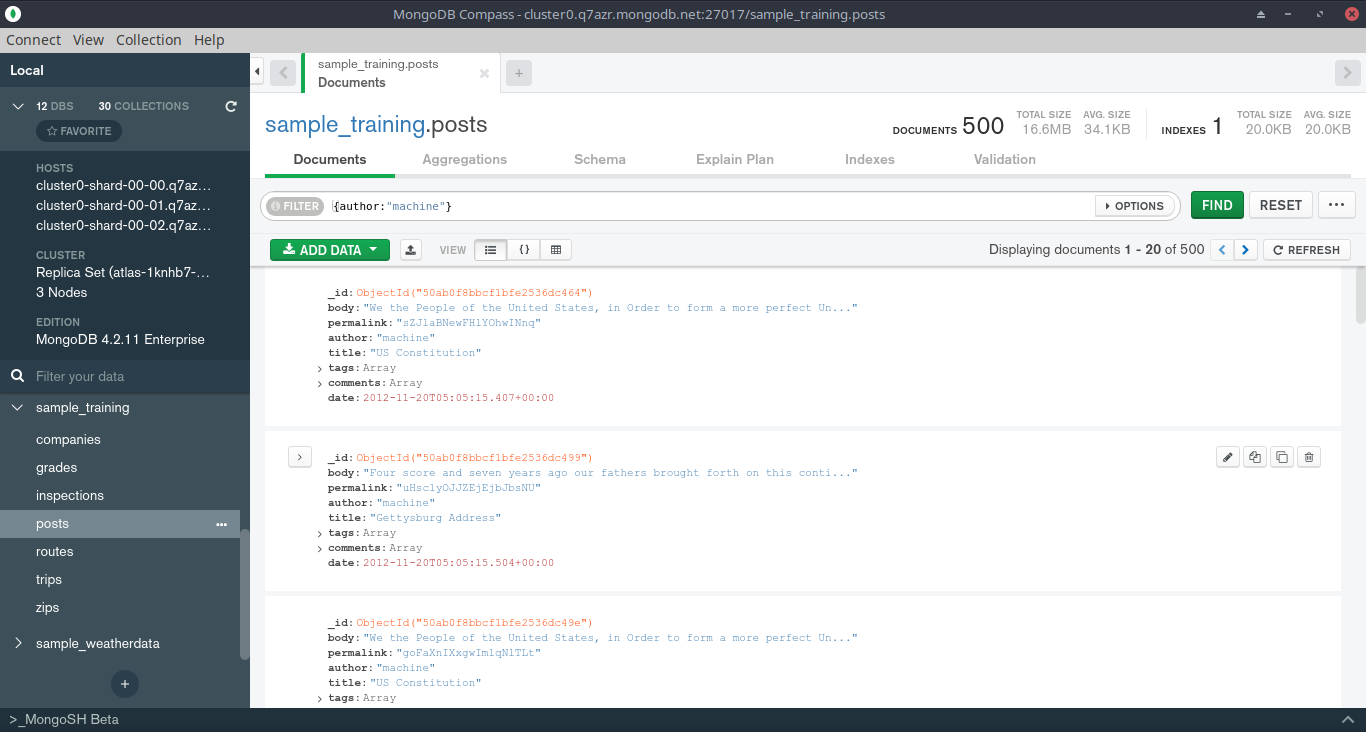 MongoDB Compass - cluster0.q7azr.mongodb.net:27017/sample_training.posts
Connect View Collection Help
Local
12 DBS 30 COLLECTIONS
FAVORITE
HOSTS
cluster0-shard-00-00.q7az...
cluster0-shard-00-01.q7az...
cluster0-shard-00-02.q7az...
CLUSTER
Replica Set (atlas-1knhb7-...
3 Nodes
EDITION
MongoDB 4.2.11 Enterprise
Filter your data
sample_training
companies
grades
inspections
posts
routes
trips
zips
sample_weatherdata
+
>_MongoSH Beta
sample_training.posts
Documents
+
sample_training.posts
DOCUMENTS 500
TOTAL SIZE
16.6MB
AVG. SIZE
34.1KB
INDEXES 1
TOTAL SIZE
20.0KB
AVG. SIZE
20.0KB
Documents Aggregations Schema Explain Plan Indexes Validation
FILTER {author:"machine"} OPTIONS FIND RESET ...
ADD DATA VIEW {} Displaying documents 1 - 20 of 500 REFRESH
_id: ObjectId("50ab0f8bbcf1bfe2536dc464")
body: "We the People of the United States, in Order to form a more perfect Un..."
permalink: "sZJlaBNewFHlYOhwINnq"
author: "machine"
title: "US Constitution"
tags: Array
comments: Array
date: 2012-11-20T05:05:15.407+00:00
_id: ObjectId("50ab0f8bbcf1bfe2536dc499")
body: "Four score and seven years ago our fathers brought forth on this conti..."
permalink: "uHsclyOJJZEjEjbJbsNU"
author: "machine"
title: "Gettysburg Address"
tags: Array
comments: Array
date: 2012-11-20T05:05:15.504+00:00
_id: ObjectId("50ab0f8bbcf1bfe2536dc49e")
body: "We the People of the United States, in Order to form a more perfect Un..."
permalink: "goFaXnIXxgwImlqNlTLt"
author: "machine"
title: "US Constitution"
tags: Array